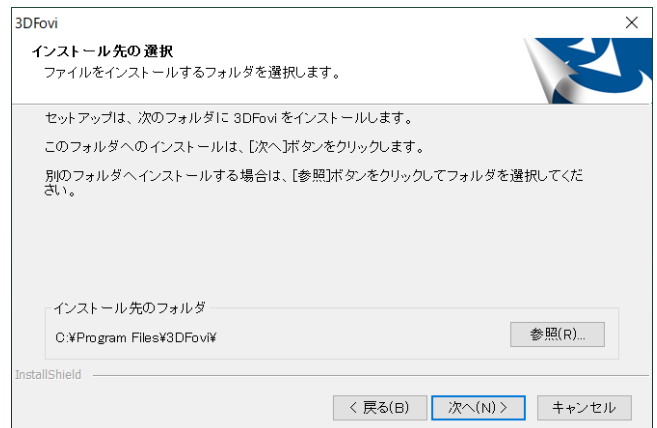 3DFovi
インストール先の選択
ファイルをインストールするフォルダを選択します。
セットアップは、次のフォルダに 3DFovi をインストールします。
このフォルダへのインストールは、[次へ]ボタンをクリックします。
別のフォルダへインストールする場合は、[参照]ボタンをクリックしてフォルダを選択してくだ
さい。
インストール先のフォルダ
C:¥Program Files¥3DFovi¥
参照(R)...
InstallShield
< 戻る(B)
次へ(N) >
キャンセル